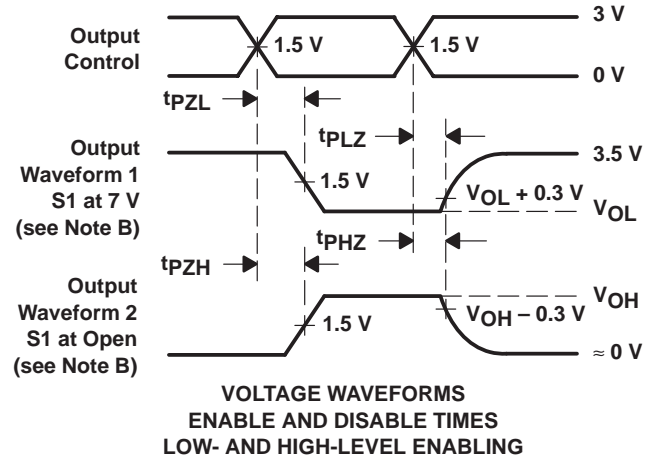 3 V
Output
Control
1.5 V
1.5 V
0 V
tPZL
tPLZ
Output
Waveform 1
S1 at 7 V
(see Note B)
3.5 V
1.5 V
VOL + 0.3 V
VOL
tPHZ
tPZH
Output
Waveform 2
S1 at Open
(see Note B)
VOH
VOH − 0.3 V
1.5 V
≈ 0 V
VOLTAGE WAVEFORMS
ENABLE AND DISABLE TIMES
LOW- AND HIGH-LEVEL ENABLING